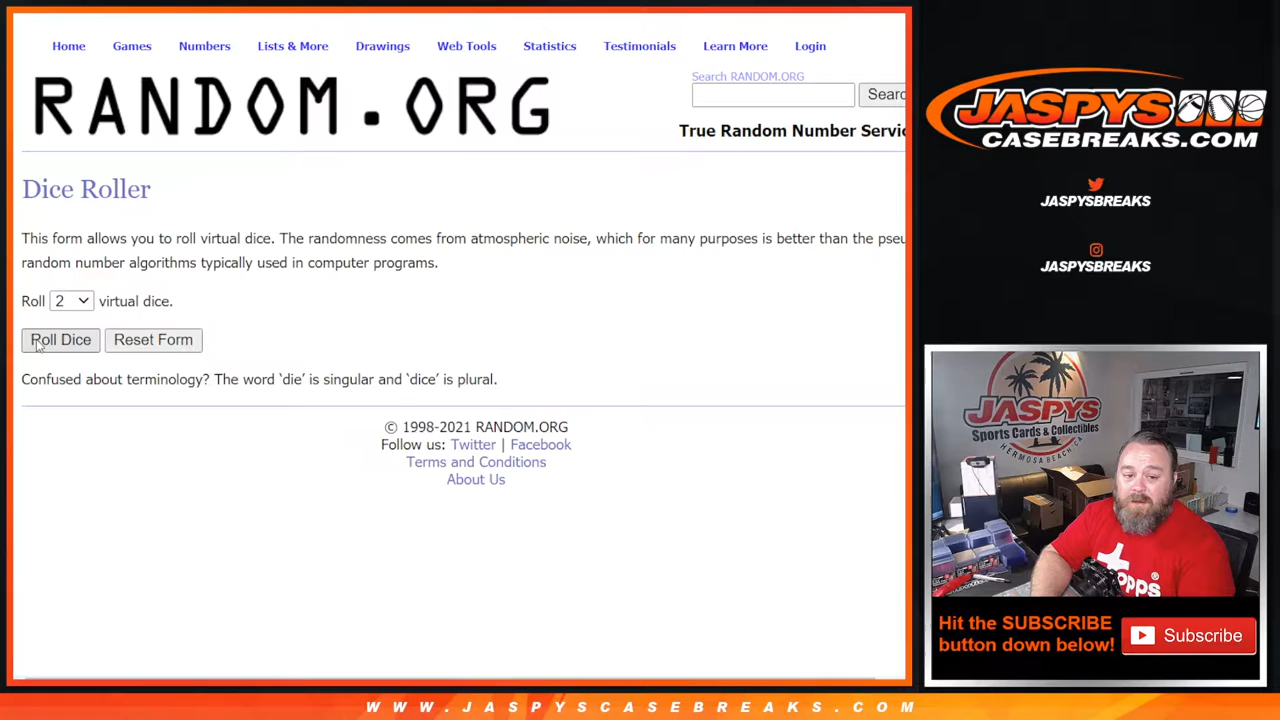 Home Games Numbers Lists & More Drawings Web Tools Statistics Testimonials Learn More Login
RANDOM.ORG
Search RANDOM.ORG
Searc
True Random Number Servic
Dice Roller
This form allows you to roll virtual dice. The randomness comes from atmospheric noise, which for many purposes is better than the pseu
random number algorithms typically used in computer programs.
Roll 2 virtual dice.
Roll Dice Reset Form
Confused about terminology? The word ‘die’ is singular and ‘dice’ is plural.
© 1998-2021 RANDOM.ORG
Follow us: Twitter | Facebook
Terms and Conditions
About Us
JASPYS
CASEBREAKS.COM
JASPYSBREAKS
JASPYSBREAKS
JASPYS
Sports Cards & Collectibles
HERMOSA BEACH, CA
Topps
Hit the SUBSCRIBE
button down below!
Subscribe
WWW.JASPYSCASEBREAKS.COM